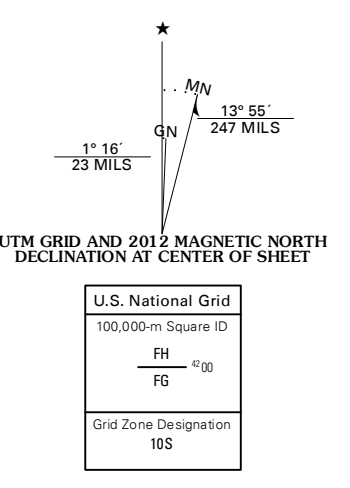 ★
MN
GN
13° 55´
247 MILS
1° 16´
23 MILS
UTM GRID AND 2012 MAGNETIC NORTH
DECLINATION AT CENTER OF SHEET
U.S. National Grid
100,000-m Square ID
FH
4200
FG
Grid Zone Designation
10S